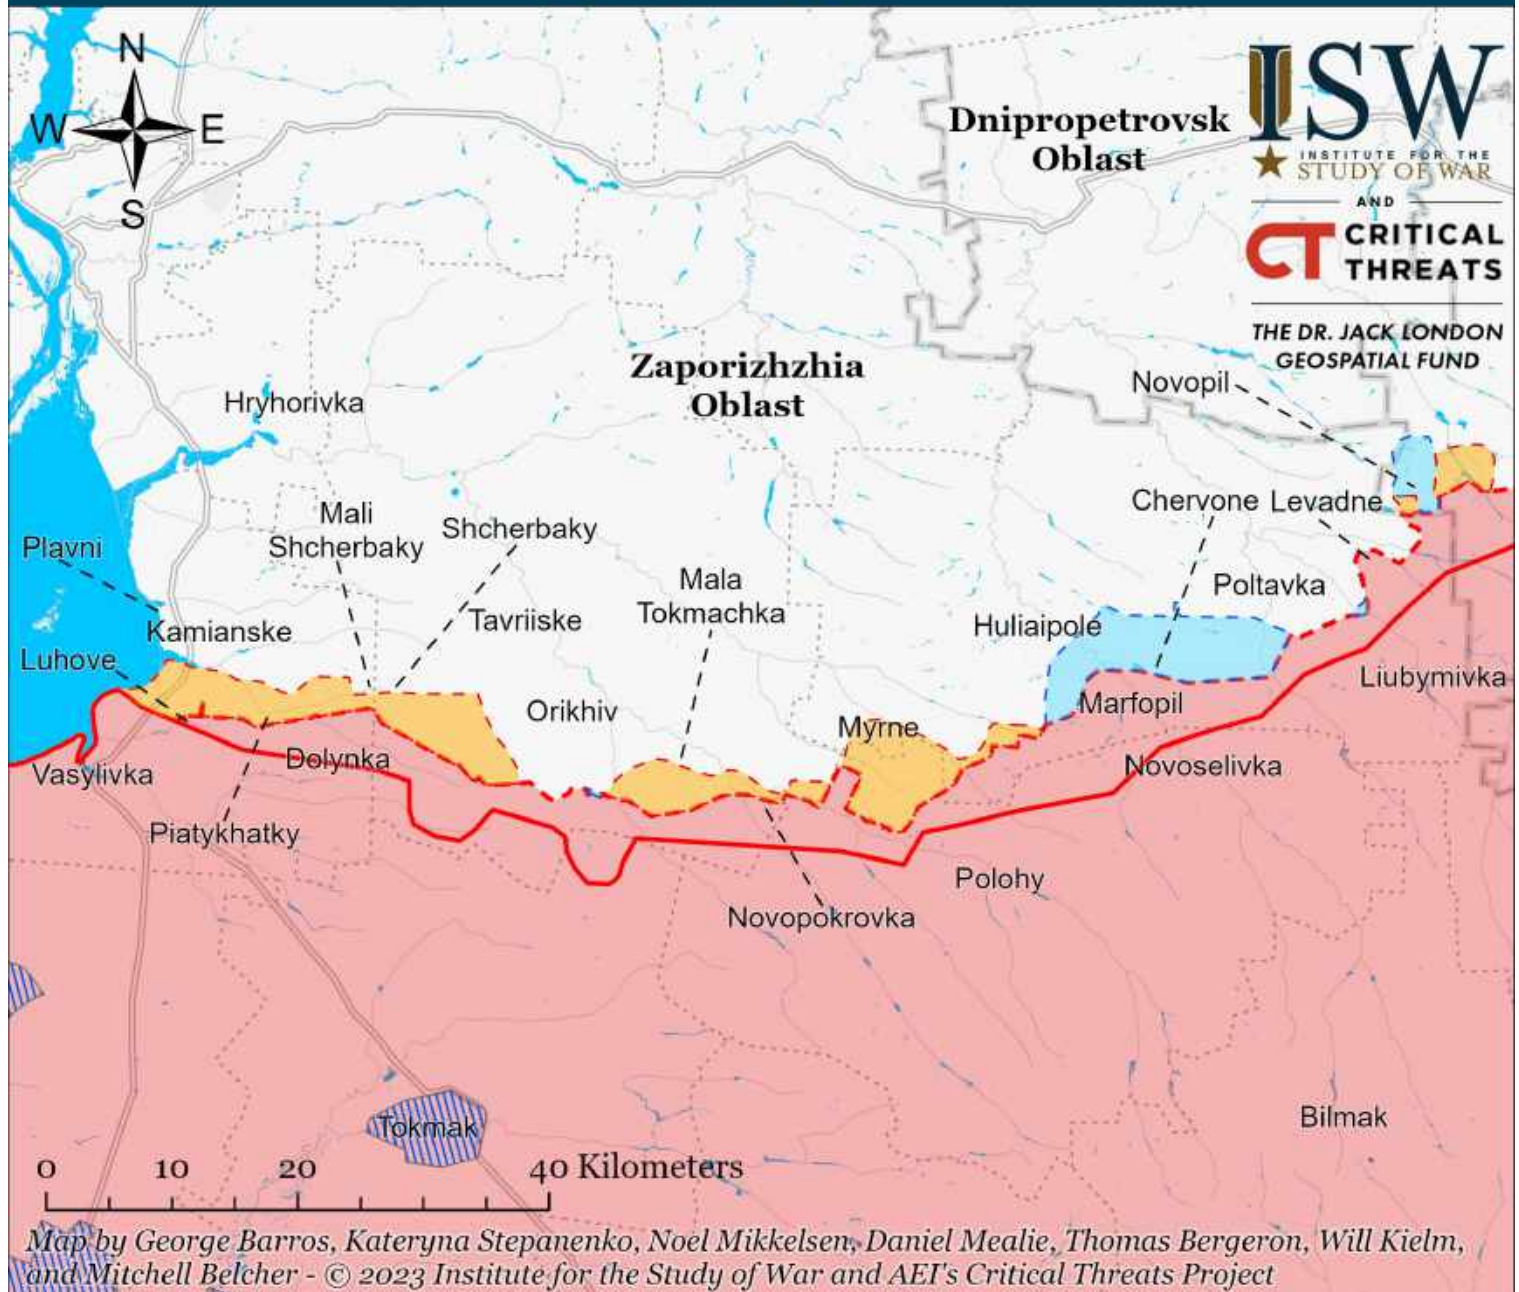 N
W E
S
Dnipropetrovsk
Oblast
ISW
INSTITUTE FOR THE
STUDY OF WAR
AND
CT CRITICAL
THREATS
THE DR. JACK LONDON
GEOSPATIAL FUND
Zaporizhzhia
Oblast
Novopil
Hryhorivka
Mali
Shcherbaky
Shcherbaky
Chervone
Levadne
Plavni
Mala
Tokmachka
Poltavka
Kamianske
Tavriiske
Huliaipole
Luhove
Liubymivka
Orikhiv
Marfopil
Myrne
Vasylivka
Dolynka
Novoselivka
Piatykhatky
Polohy
Novopokrovka
Bilmak
Tokmak
0 10 20 40 Kilometers
Map by George Barros, Kateryna Stepanenko, Noel Mikkelsen, Daniel Mealie, Thomas Bergeron, Will Kielm,
and Mitchell Belcher - © 2023 Institute for the Study of War and AEI's Critical Threats Project